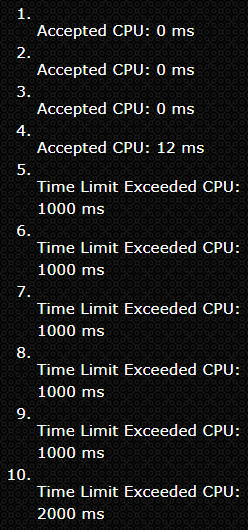 1.
Accepted CPU: 0 ms
2.
Accepted CPU: 0 ms
3.
Accepted CPU: 0 ms
4.
Accepted CPU: 12 ms
5.
Time Limit Exceeded CPU:
1000 ms
6.
Time Limit Exceeded CPU:
1000 ms
7.
Time Limit Exceeded CPU:
1000 ms
8.
Time Limit Exceeded CPU:
1000 ms
9.
Time Limit Exceeded CPU:
1000 ms
10.
Time Limit Exceeded CPU:
2000 ms